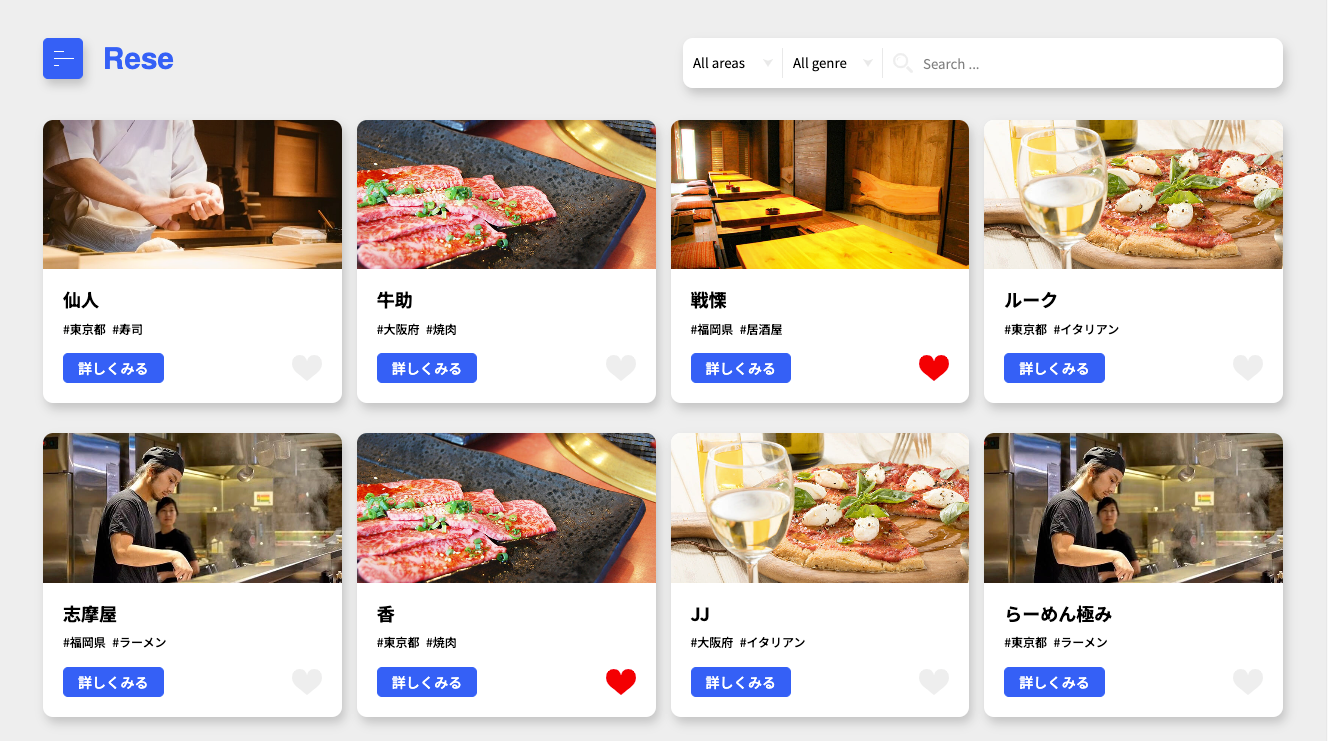 Rese
All areas
All genre
Search ...
仙人
#東京都 #寿司
詳しくみる
牛助
#大阪府 #焼肉
詳しくみる
戦慄
#福岡県 #居酒屋
詳しくみる
ルーク
#東京都 #イタリアン
詳しくみる
志摩屋
#福岡県 #ラーメン
詳しくみる
香
#東京都 #焼肉
詳しくみる
JJ
#大阪府 #イタリアン
詳しくみる
らーめん極み
#東京都 #ラーメン
詳しくみる